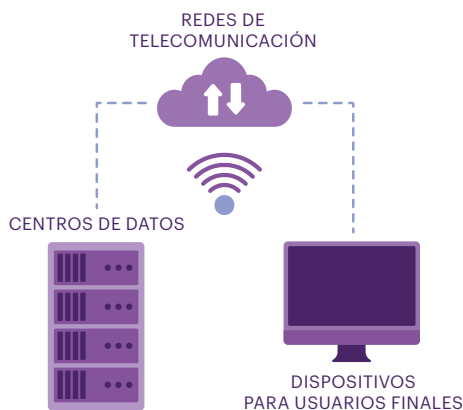 REDES DE
TELECOMUNICACIÓN
CENTROS DE DATOS
DISPOSITIVOS
PARA USUARIOS FINALES